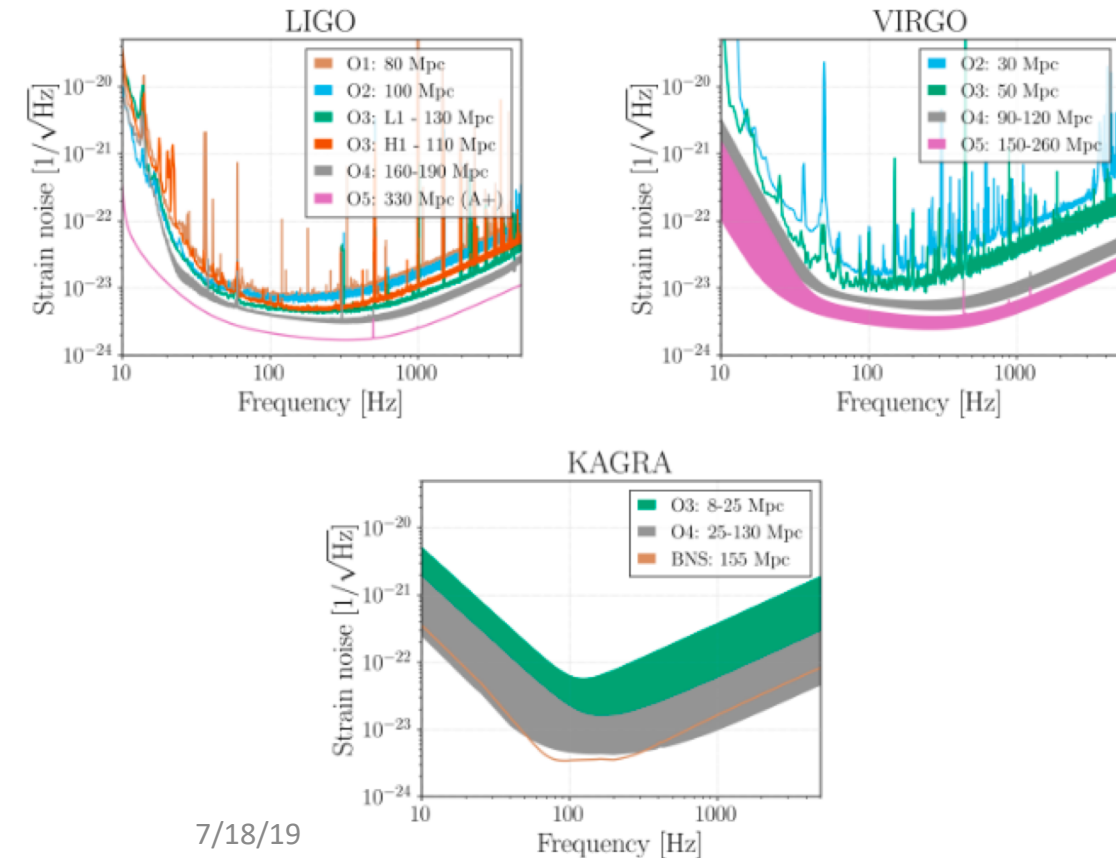 LIGO
Strain noise [1/√Hz]
10⁻²⁰
10⁻²¹
10⁻²²
10⁻²³
10⁻²⁴
O1: 80 Mpc
O2: 100 Mpc
O3: L1 - 130 Mpc
O3: H1 - 110 Mpc
O4: 160-190 Mpc
O5: 330 Mpc (A+)
10 100 1000
Frequency [Hz]
VIRGO
Strain noise [1/√Hz]
10⁻²⁰
10⁻²¹
10⁻²²
10⁻²³
10⁻²⁴
O2: 30 Mpc
O3: 50 Mpc
O4: 90-120 Mpc
O5: 150-260 Mpc
10 100 1000
Frequency [Hz]
KAGRA
Strain noise [1/√Hz]
10⁻²⁰
10⁻²¹
10⁻²²
10⁻²³
10⁻²⁴
O3: 8-25 Mpc
O4: 25-130 Mpc
BNS: 155 Mpc
10 100 1000
Frequency [Hz]
7/18/19